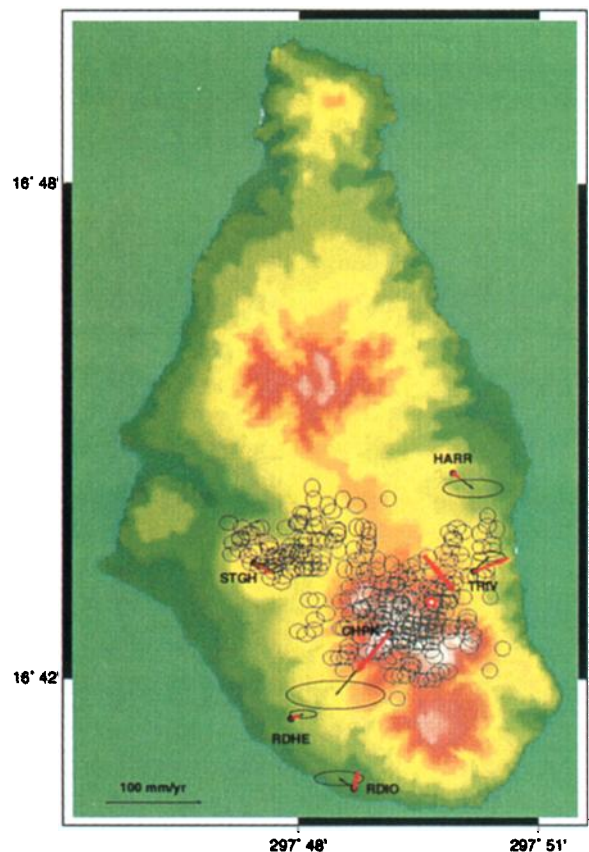 16° 48'
HARR
STGH
TRIV
CHPK
16° 42'
RDHE
100 mm/yr
RDIO
297° 48'
297° 51'